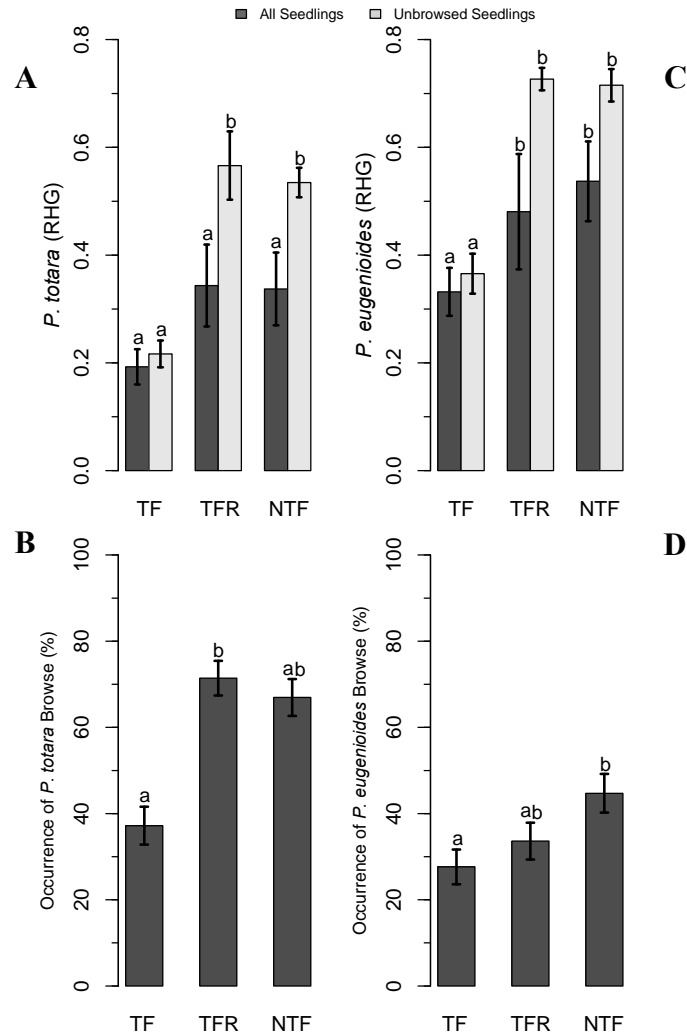 All Seedlings Unbrowsed Seedlings
A
P. totara (RHG)
0.0 0.2 0.4 0.6 0.8
a a a b a b
TF TFR NTF
C
P. eugenioides (RHG)
0.0 0.2 0.4 0.6 0.8
a a b b b b
TF TFR NTF
B
Occurrence of P. totara Browse (%)
0 20 40 60 80 100
a b ab
TF TFR NTF
D
Occurrence of P. eugenioides Browse (%)
0 20 40 60 80 100
a ab b
TF TFR NTF